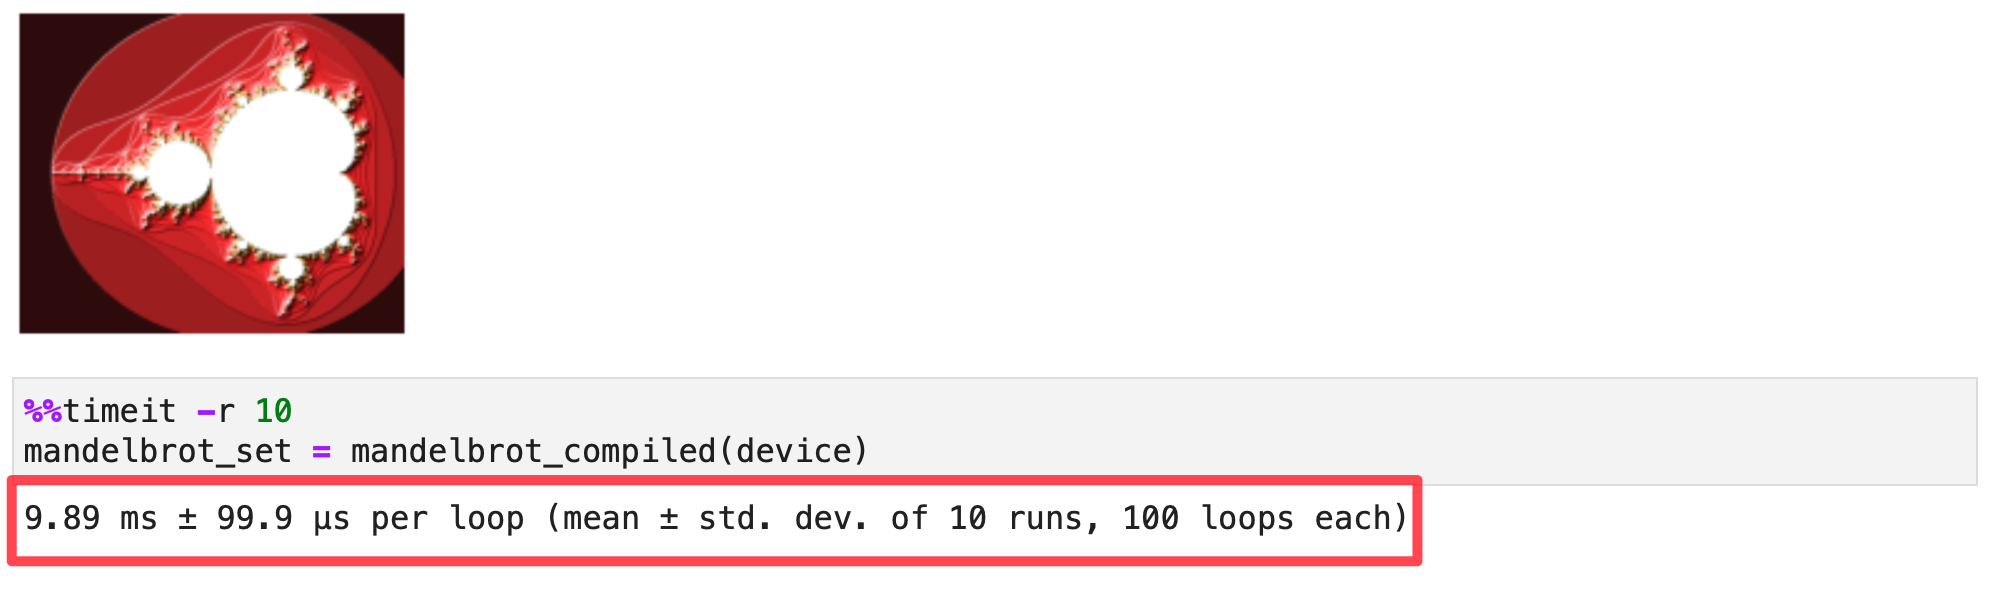 %%timeit -r 10
mandelbrot_set = mandelbrot_compiled(device)
9.89 ms ± 99.9 µs per loop (mean ± std. dev. of 10 runs, 100 loops each)